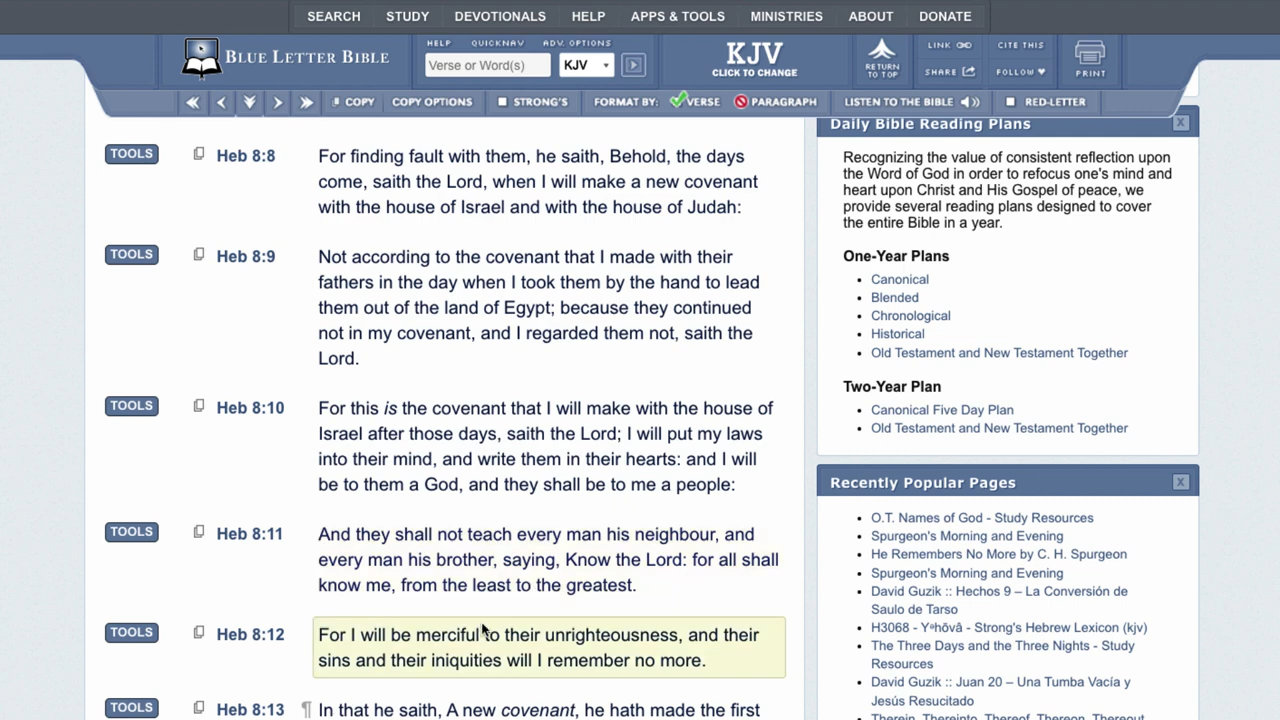 SEARCH STUDY DEVOTIONALS HELP APPS & TOOLS MINISTRIES ABOUT DONATE
BLUE LETTER BIBLE
HELP QUICKNAV ADV. OPTIONS
Verse or Word(s) KJV
KJV
CLICK TO CHANGE
RETURN
TO TOP
LINK CITE THIS
SHARE FOLLOW
PRINT
COPY COPY OPTIONS STRONG'S FORMAT BY: VERSE PARAGRAPH LISTEN TO THE BIBLE RED-LETTER
TOOLS Heb 8:8 For finding fault with them, he saith, Behold, the days
come, saith the Lord, when I will make a new covenant
with the house of Israel and with the house of Judah:
TOOLS Heb 8:9 Not according to the covenant that I made with their
fathers in the day when I took them by the hand to lead
them out of the land of Egypt; because they continued
not in my covenant, and I regarded them not, saith the
Lord.
TOOLS Heb 8:10 For this is the covenant that I will make with the house of
Israel after those days, saith the Lord; I will put my laws
into their mind, and write them in their hearts: and I will
be to them a God, and they shall be to me a people:
TOOLS Heb 8:11 And they shall not teach every man his neighbour, and
every man his brother, saying, Know the Lord: for all shall
know me, from the least to the greatest.
TOOLS Heb 8:12 For I will be merciful to their unrighteousness, and their
sins and their iniquities will I remember no more.
TOOLS Heb 8:13 ¶ In that he saith, A new covenant, he hath made the first
Daily Bible Reading Plans X
Recognizing the value of consistent reflection upon
the Word of God in order to refocus one's mind and
heart upon Christ and His Gospel of peace, we
provide several reading plans designed to cover
the entire Bible in a year.
One-Year Plans
• Canonical
• Blended
• Chronological
• Historical
• Old Testament and New Testament Together
Two-Year Plan
• Canonical Five Day Plan
• Old Testament and New Testament Together
Recently Popular Pages X
• O.T. Names of God - Study Resources
• Spurgeon's Morning and Evening
• He Remembers No More by C. H. Spurgeon
• Spurgeon's Morning and Evening
• David Guzik :: Hechos 9 – La Conversión de
Saulo de Tarso
• H3068 - Yᵊhōvâ - Strong's Hebrew Lexicon (kjv)
• The Three Days and the Three Nights - Study
Resources
• David Guzik :: Juan 20 – Una Tumba Vacía y
Jesús Resucitado
• Therein, Thereinto, Thereof, Thereon, Thereout